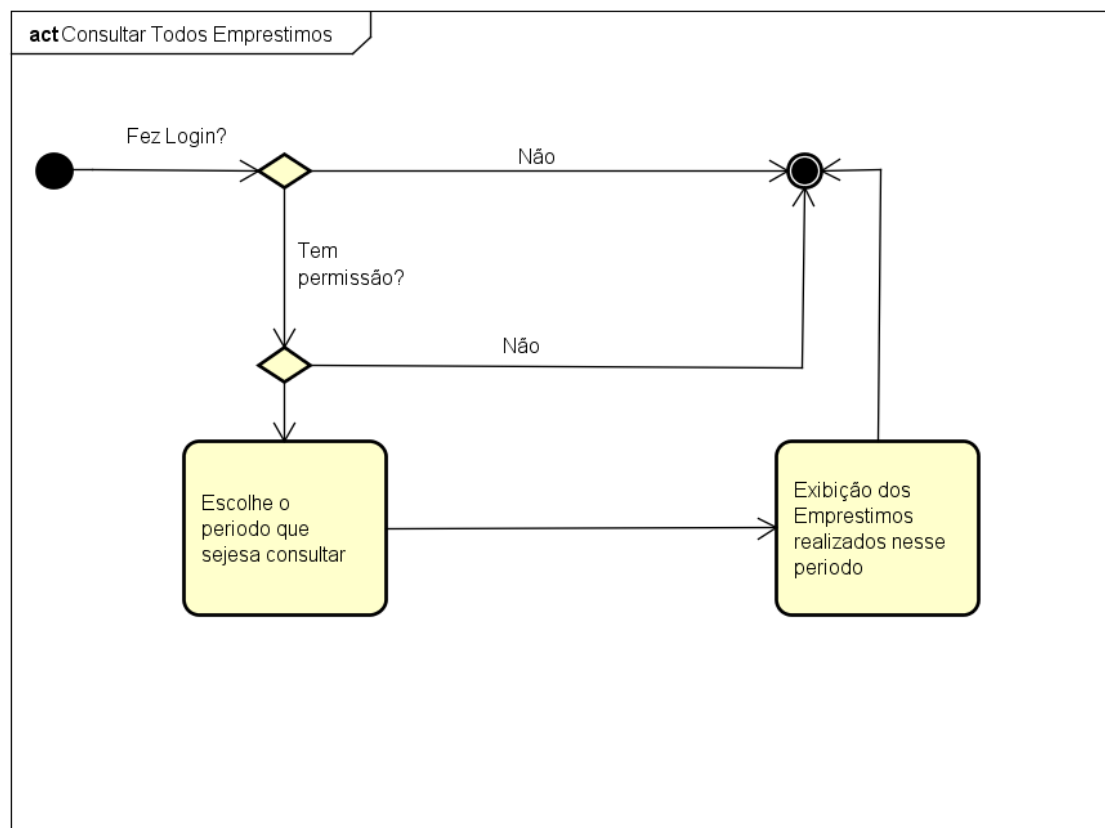 act Consultar Todos Emprestimos
Fez Login?
Não
Tem
permissão?
Não
Escolhe o
periodo que
sejesa consultar
Exibição dos
Emprestimos
realizados nesse
periodo